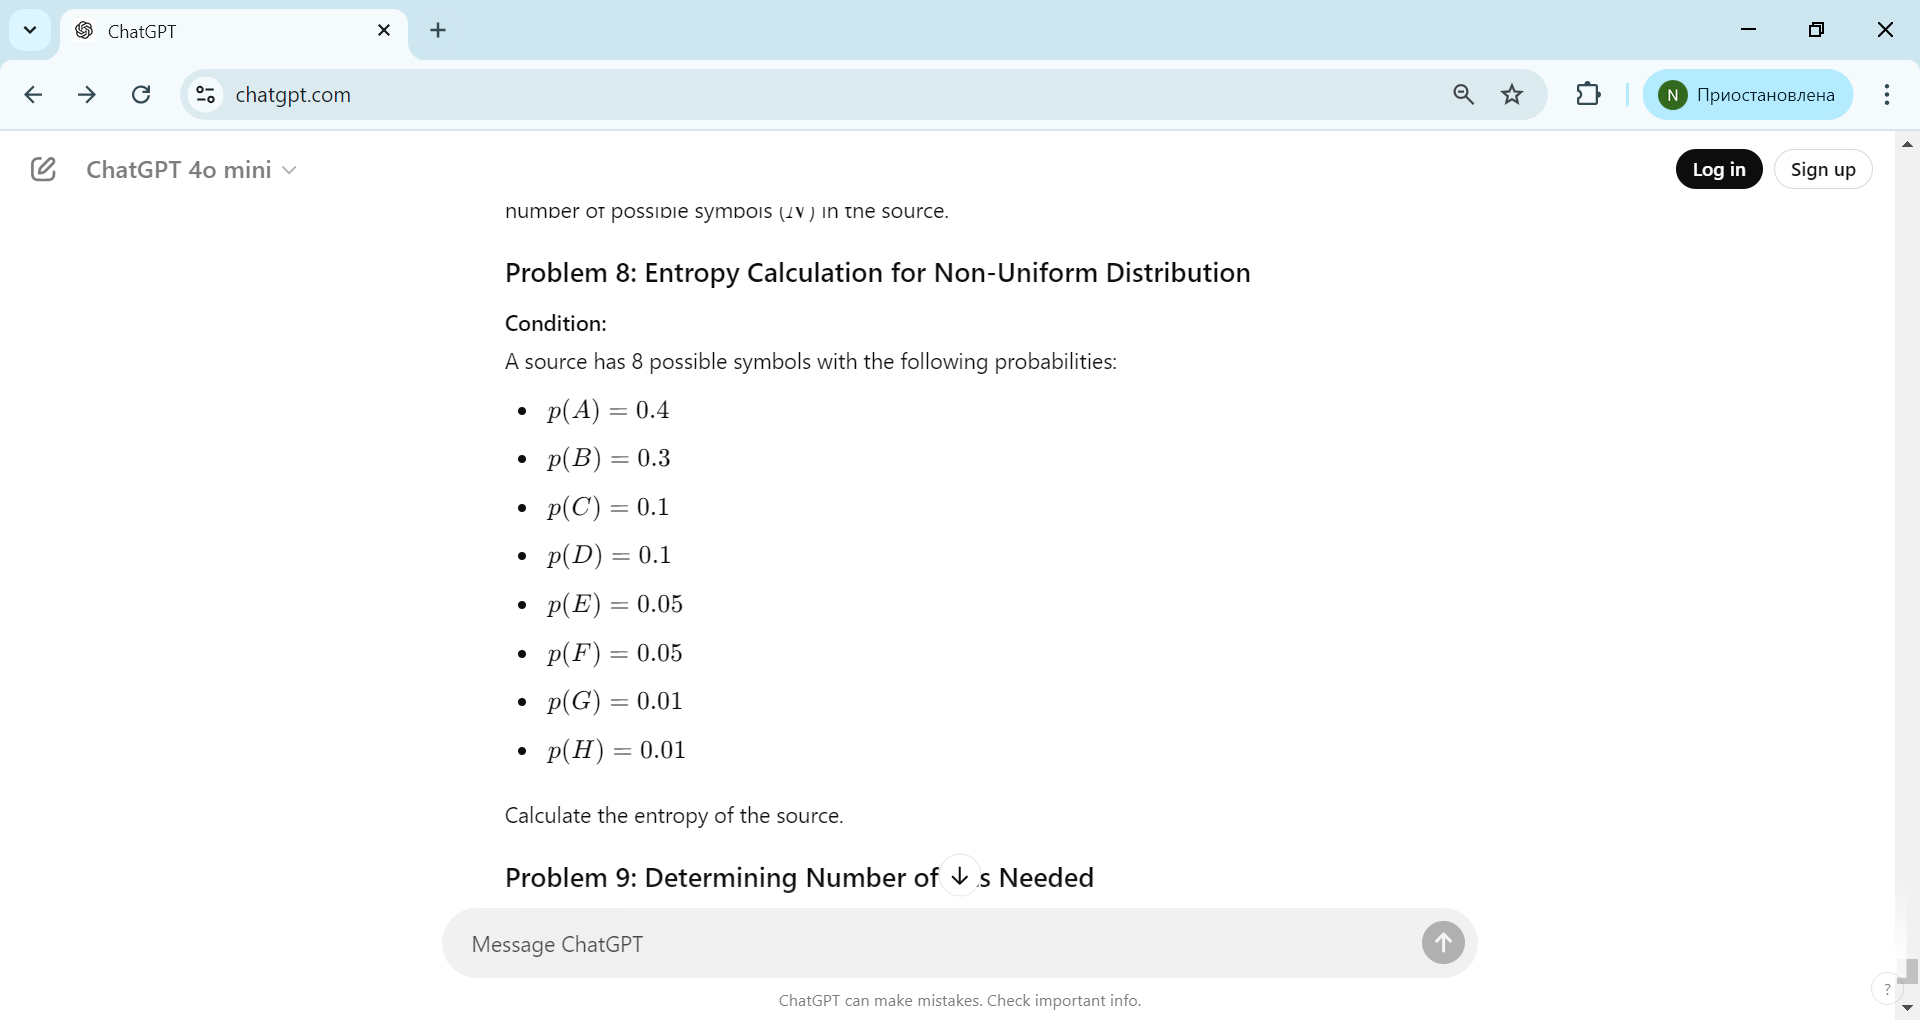 ChatGPT
chatgpt.com
N Приостановлена
ChatGPT 4o mini
Log in
Sign up
number of possible symbols (N) in the source.
Problem 8: Entropy Calculation for Non-Uniform Distribution
Condition:
A source has 8 possible symbols with the following probabilities:
• p(A) = 0.4
• p(B) = 0.3
• p(C) = 0.1
• p(D) = 0.1
• p(E) = 0.05
• p(F) = 0.05
• p(G) = 0.01
• p(H) = 0.01
Calculate the entropy of the source.
Problem 9: Determining Number of s Needed
Message ChatGPT
ChatGPT can make mistakes. Check important info.
?